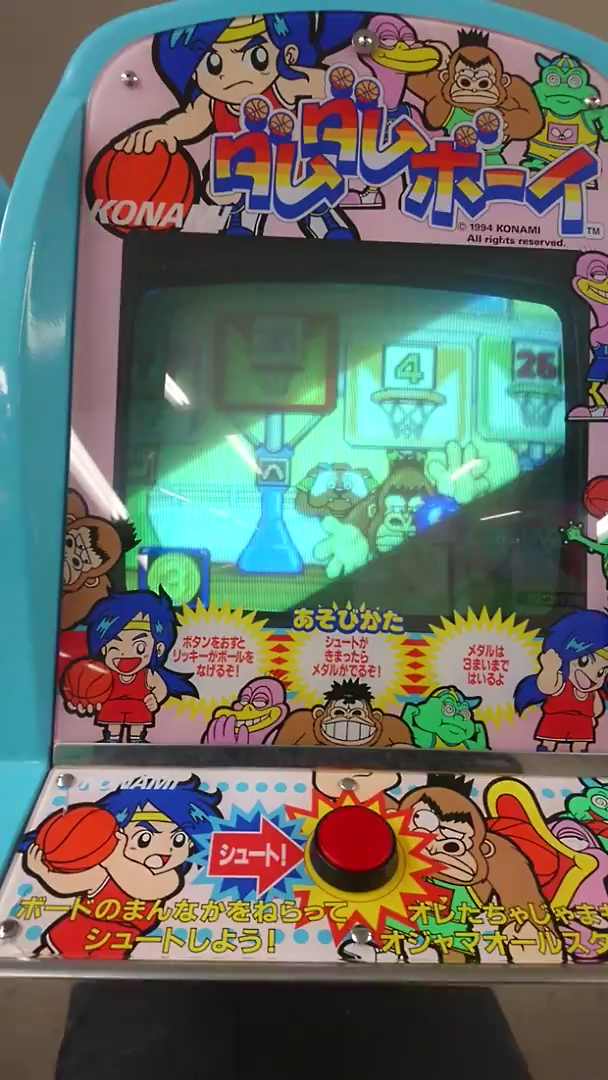 ダムダムボーイ
TM
KONAMI
© 1994 KONAMI
All rights reserved.
4
26
3
あそびかた
ボタンをおすと
リッキーがボールを
なげるぞ!
シュートが
きまったら
メダルがでるぞ!
メダルは
3まいまで
はいるよ
KONAMI
シュート!
ボードのまんなかをねらって
シュートしよう!
オレたちゃじゃま
オジャマオールスタ